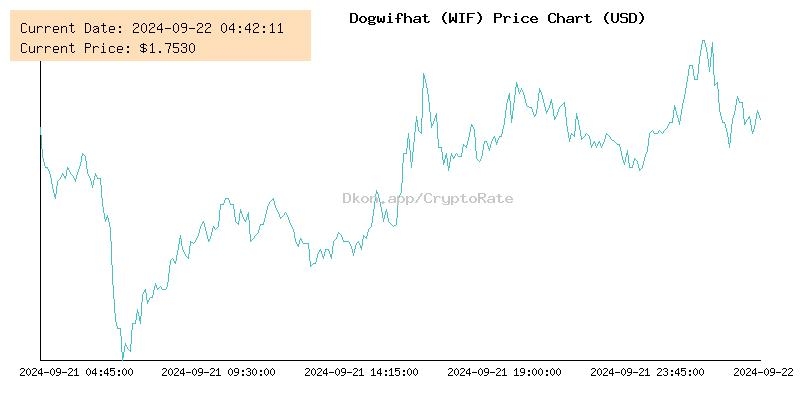 Dogwifhat (WIF) Price Chart (USD)
Current Date: 2024-09-22 04:42:11
Current Price: $1.7530
Dkon.app/CryptoRate
2024-09-21 04:45:00 2024-09-21 09:30:00 2024-09-21 14:15:00 2024-09-21 19:00:00 2024-09-21 23:45:00 2024-09-22